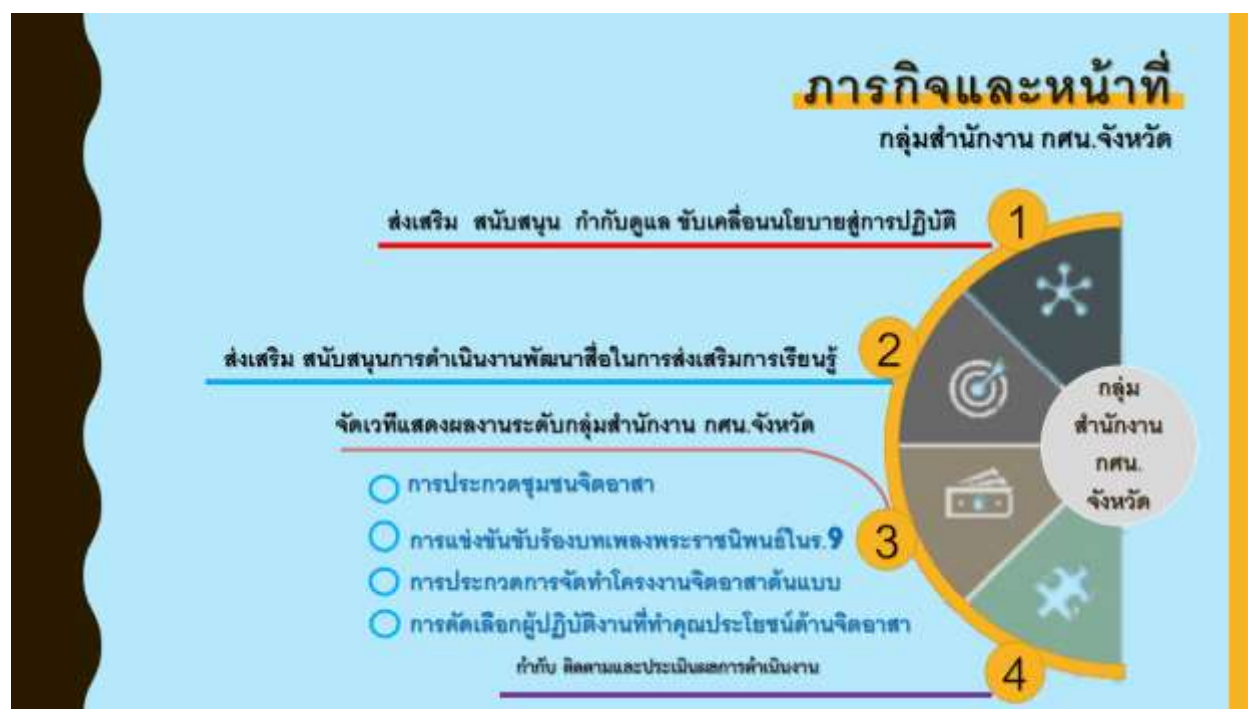 ภารกิจและหน้าที่
กลุ่มสำนักงาน กศน.จังหวัด
ส่งเสริม สนับสนุน กำกับดูแล ขับเคลื่อนนโยบายสู่การปฏิบัติ
1
ส่งเสริม สนับสนุนการดำเนินงานพัฒนาสื่อในการส่งเสริมการเรียนรู้
2
จัดเวทีแสดงผลงานระดับกลุ่มสำนักงาน กศน.จังหวัด
การประกวดชุมชนจิตอาสา
การแข่งขันขับร้องบทเพลงพระราชนิพนธ์ในร.9
3
การประกวดการจัดทำโครงงานจิตอาสาต้นแบบ
การคัดเลือกผู้ปฏิบัติงานที่ทำคุณประโยชน์ด้านจิตอาสา
กำกับ ติดตามและประเมินผลการดำเนินงาน
4
กลุ่ม
สำนักงาน
กศน.
จังหวัด